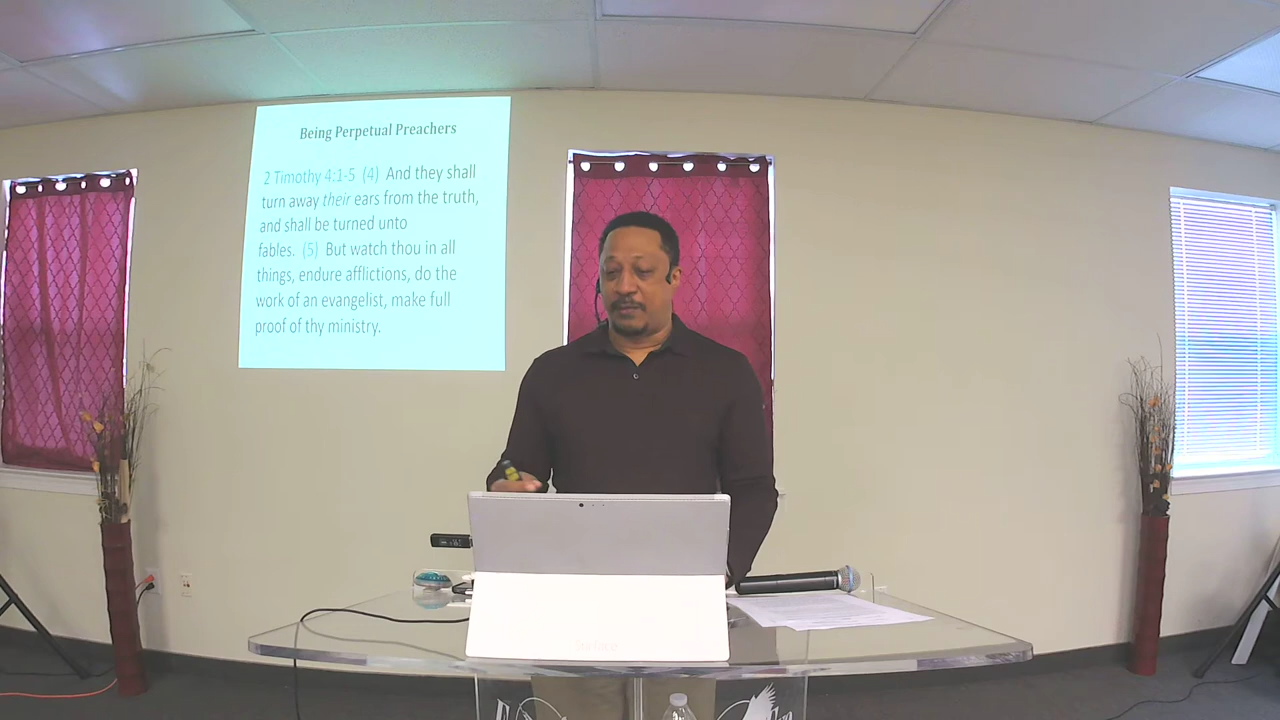 Being Perpetual Preachers
2 Timothy 4:1-5 (4) And they shall
turn away their ears from the truth,
and shall be turned unto
fables. (5) But watch thou in all
things, endure afflictions, do the
work of an evangelist, make full
proof of thy ministry.